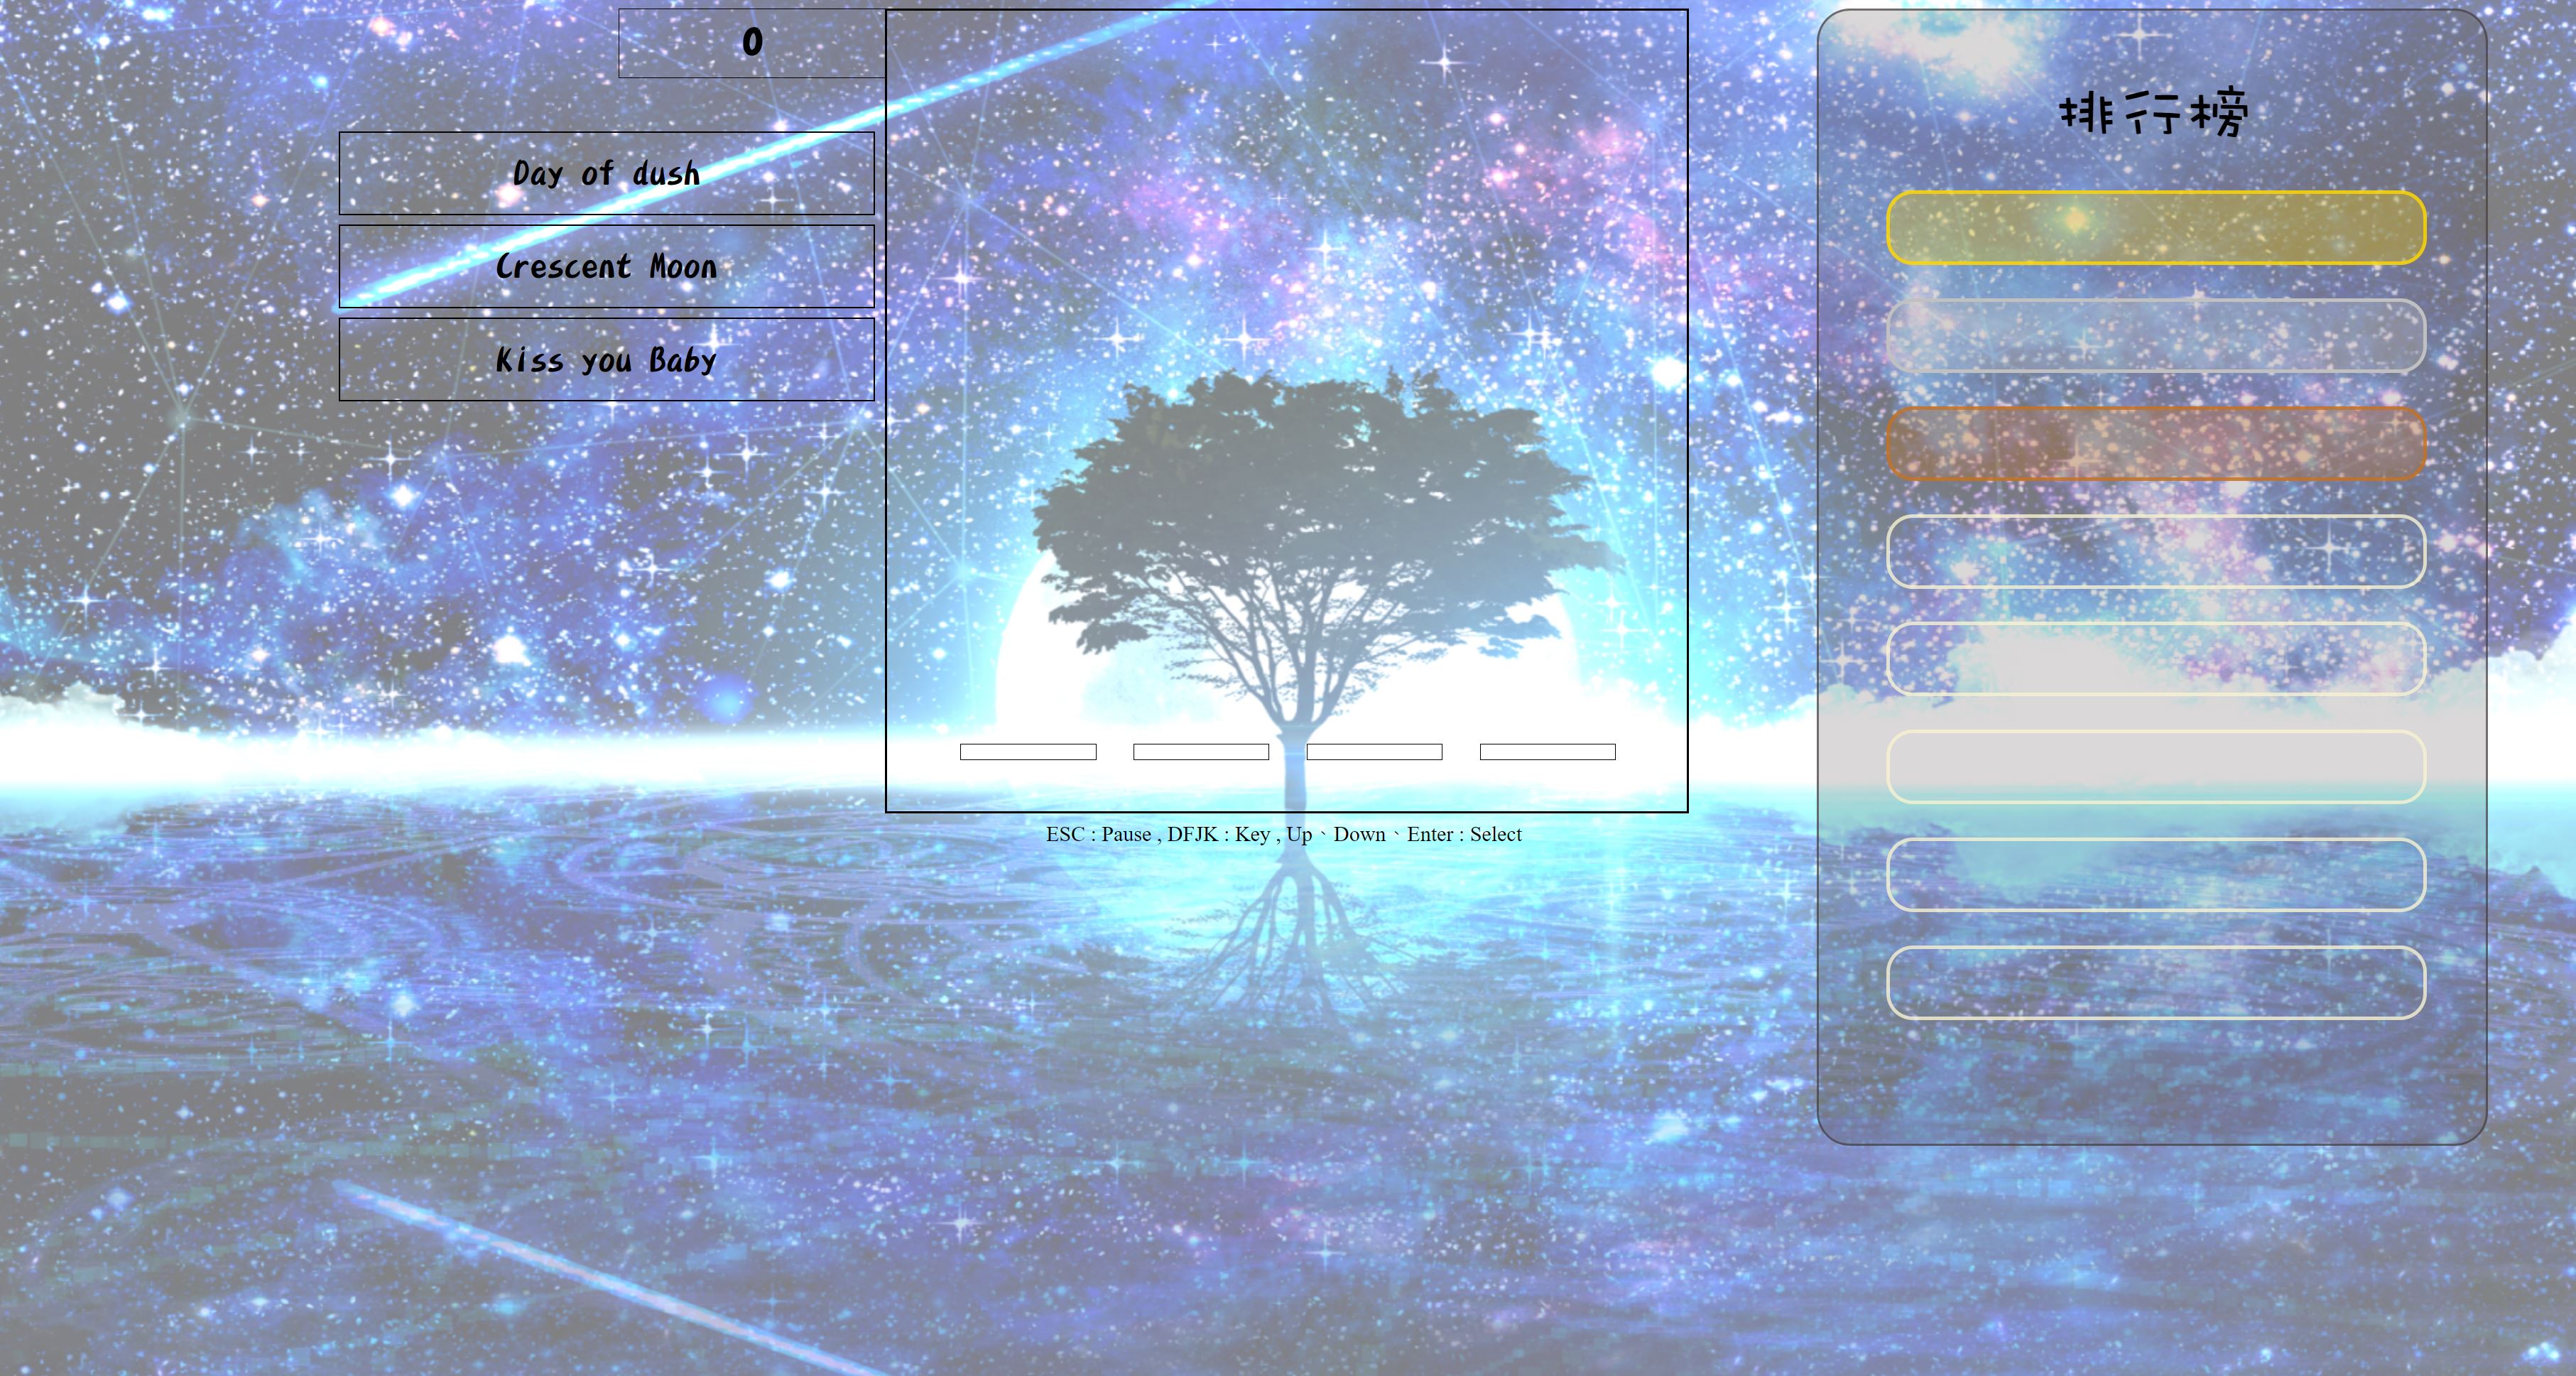 0
Day of dush
Crescent Moon
Kiss you Baby
ESC : Pause , DFJK : Key , Up、Down、Enter : Select
排行榜